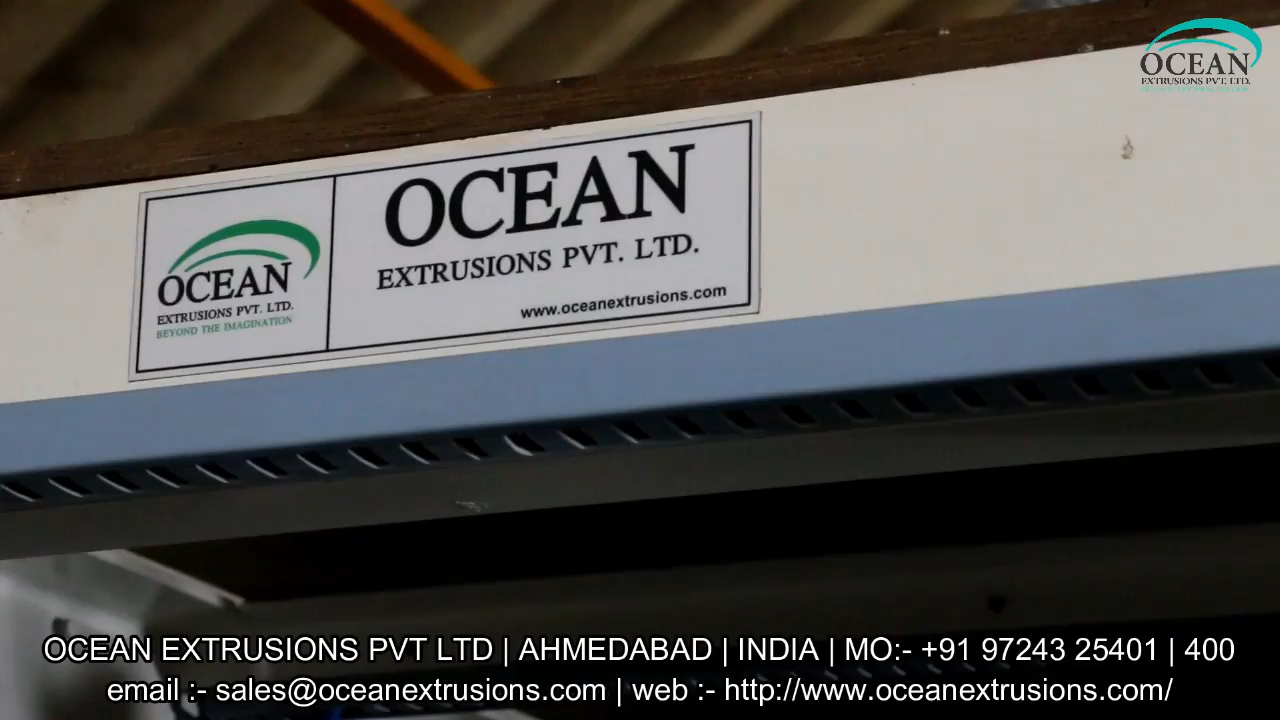 OCEAN
EXTRUSIONS PVT. LTD.
OCEAN
EXTRUSIONS PVT. LTD.
BEYOND THE IMAGINATION
OCEAN
EXTRUSIONS PVT. LTD.
www.oceanextrusions.com
OCEAN EXTRUSIONS PVT LTD | AHMEDABAD | INDIA | MO:- +91 97243 25401 | 400
email :- sales@oceanextrusions.com | web :- http://www.oceanextrusions.com/